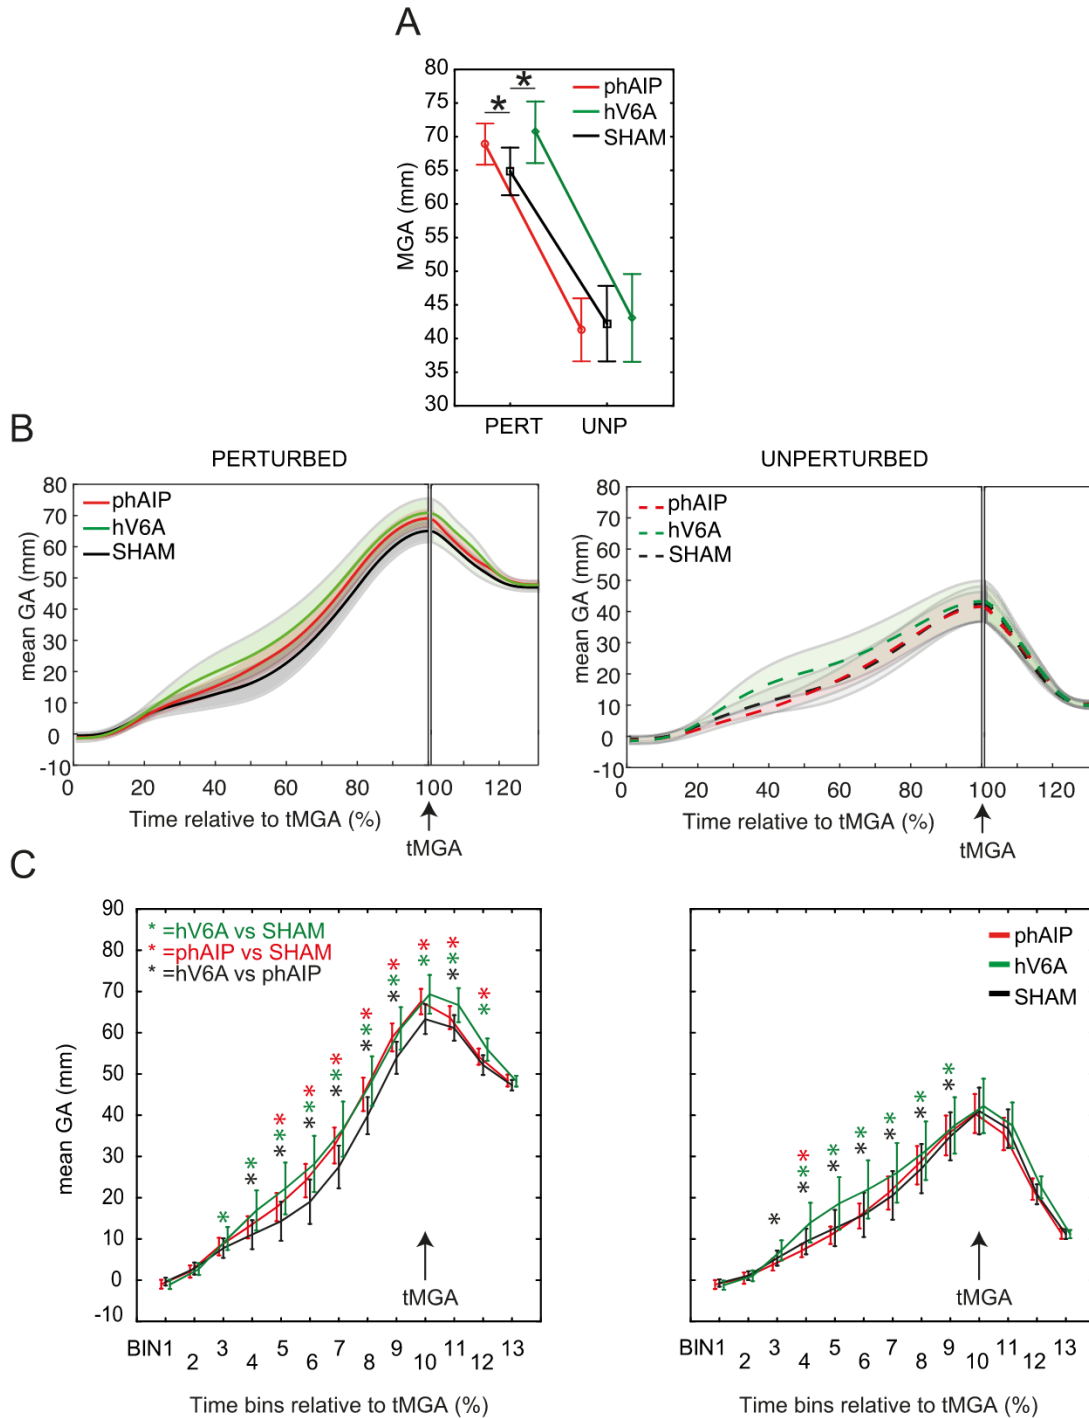 A
80
75
70
65
60
55
50
45
40
35
30
MGA (mm)
* *
phAIP
hV6A
SHAM
PERT UNP
B
PERTURBED
80
70
60
50
40
30
20
10
0
-10
mean GA (mm)
phAIP
hV6A
SHAM
0 20 40 60 80 100 120
Time relative to tMGA (%)
tMGA
UNPERTURBED
80
70
60
50
40
30
20
10
0
-10
mean GA (mm)
phAIP
hV6A
SHAM
0 20 40 60 80 100 120
Time relative to tMGA (%)
tMGA
C
90
80
70
60
50
40
30
20
10
0
-10
mean GA (mm)
* =hV6A vs SHAM
* =phAIP vs SHAM
* =hV6A vs phAIP
tMGA
BIN1 2 3 4 5 6 7 8 9 10 11 12 13
Time bins relative to tMGA (%)
phAIP
hV6A
SHAM
tMGA
BIN1 2 3 4 5 6 7 8 9 10 11 12 13
Time bins relative to tMGA (%)